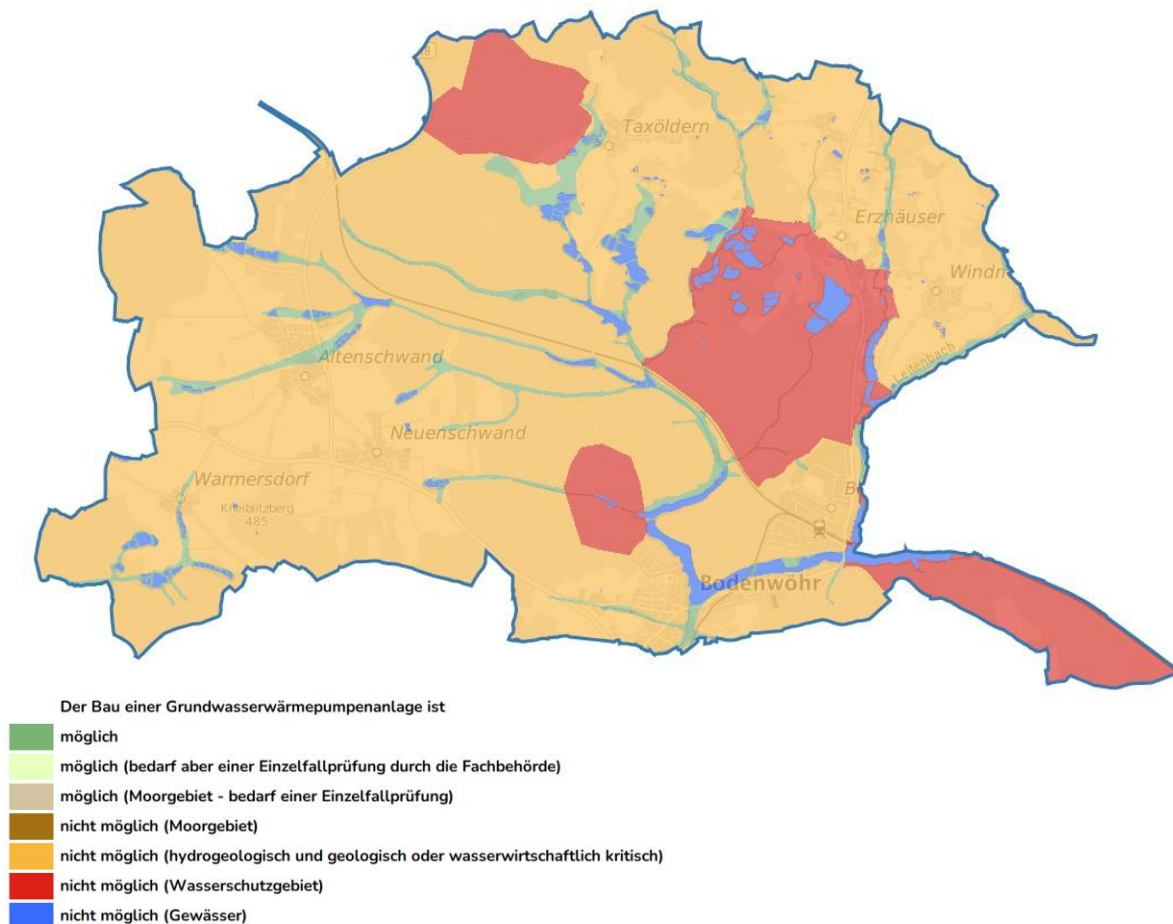 Taxöldern
Erzhäuser
Windn
Leitenbach
Altenschwand
Neuenschwand
Warmersdorf
Kneiblitzberg
485
Bodenwöhr
Der Bau einer Grundwasserwärmepumpenanlage ist
möglich
möglich (bedarf aber einer Einzelfallprüfung durch die Fachbehörde)
möglich (Moorgebiet - bedarf einer Einzelfallprüfung)
nicht möglich (Moorgebiet)
nicht möglich (hydrogeologisch und geologisch oder wasserwirtschaftlich kritisch)
nicht möglich (Wasserschutzgebiet)
nicht möglich (Gewässer)